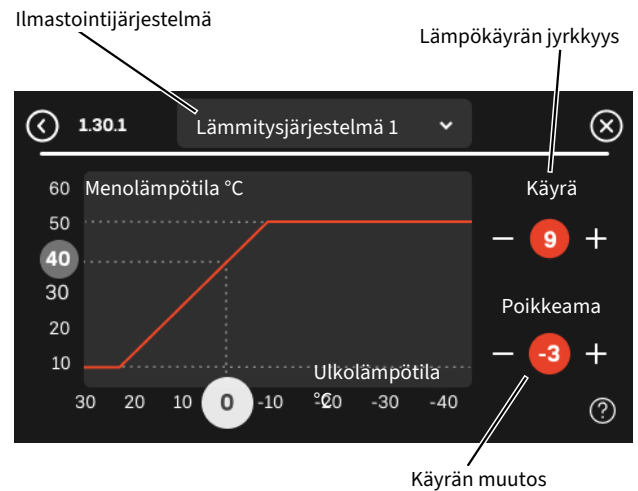 Ilmastointijärjestelmä
Lämpökäyrän jyrkkyys
1.30.1
Lämmitysjärjestelmä 1
60
Menolämpötila °C
Käyrä
50
40
9
30
Poikkeama
20
-3
10
Ulkolämpötila
°C
30 20 10 0 -10 -20 -30 -40
?
Käyrän muutos